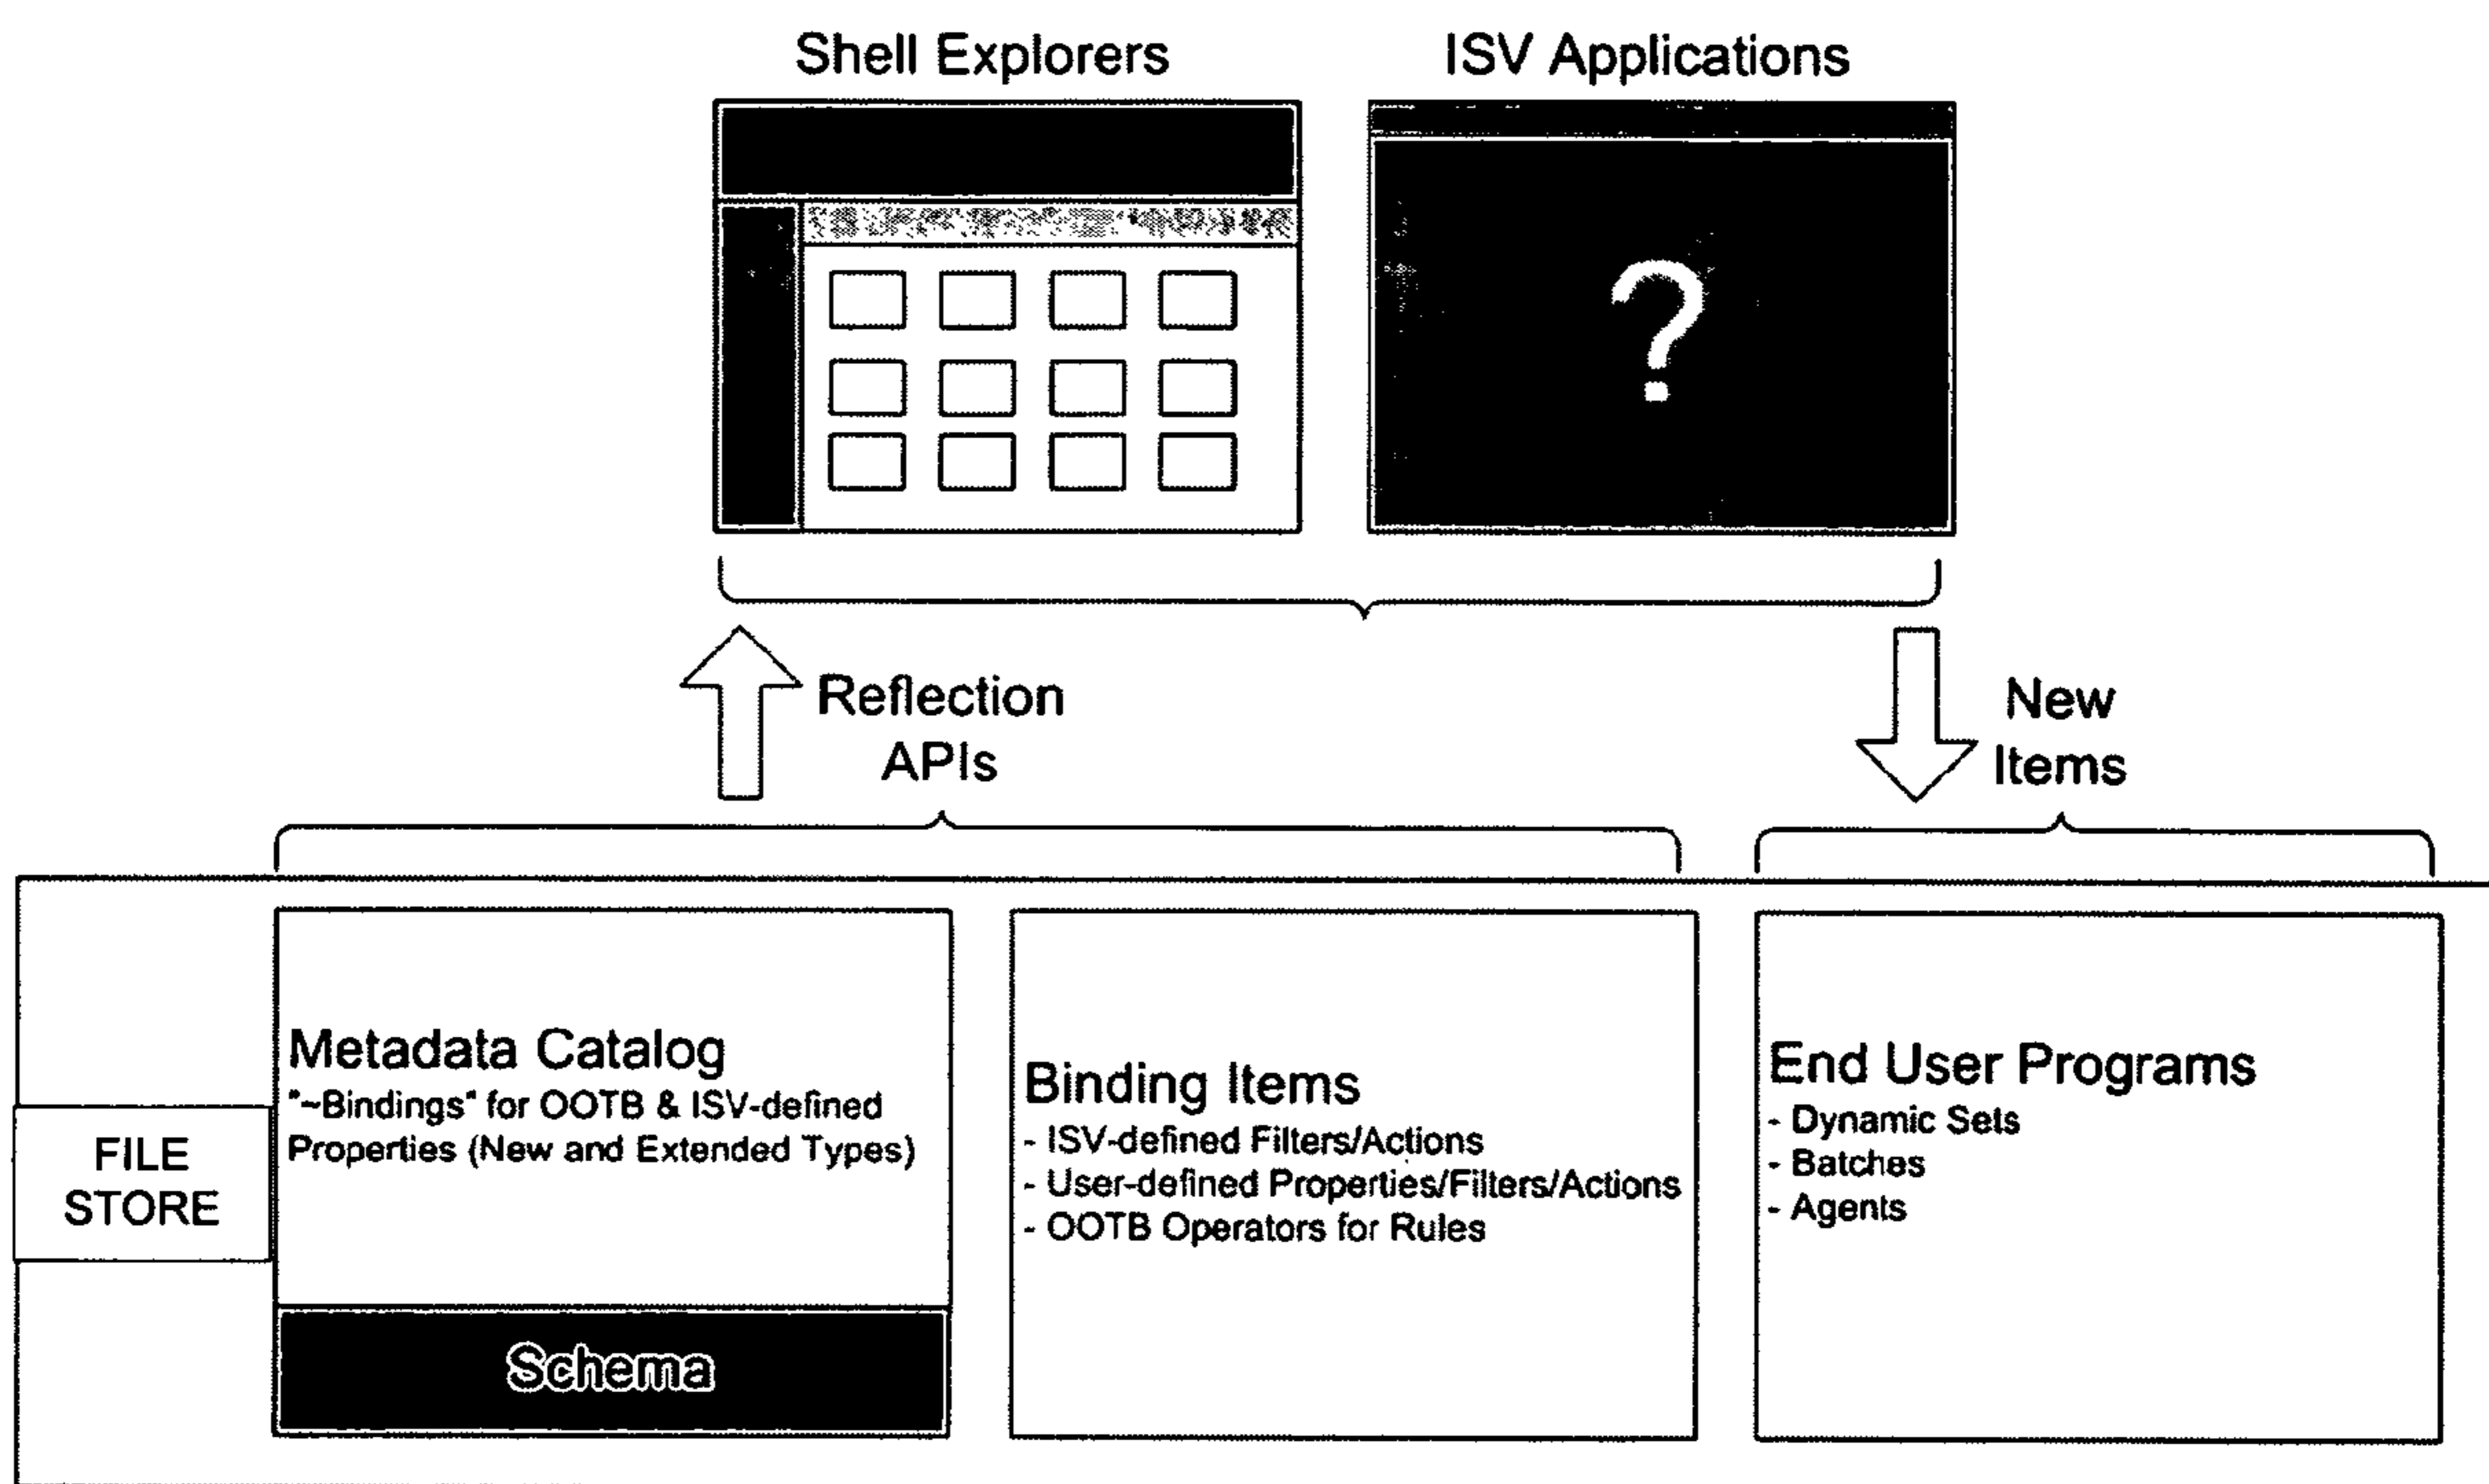 Shell Explorers
ISV Applications
?
Reflection
APIs
New
Items
Metadata Catalog
"~Bindings" for OOTB & ISV-defined
Properties (New and Extended Types)
FILE
STORE
Schema
Binding Items
- ISV-defined Filters/Actions
- User-defined Properties/Filters/Actions
- OOTB Operators for Rules
End User Programs
- Dynamic Sets
- Batches
- Agents